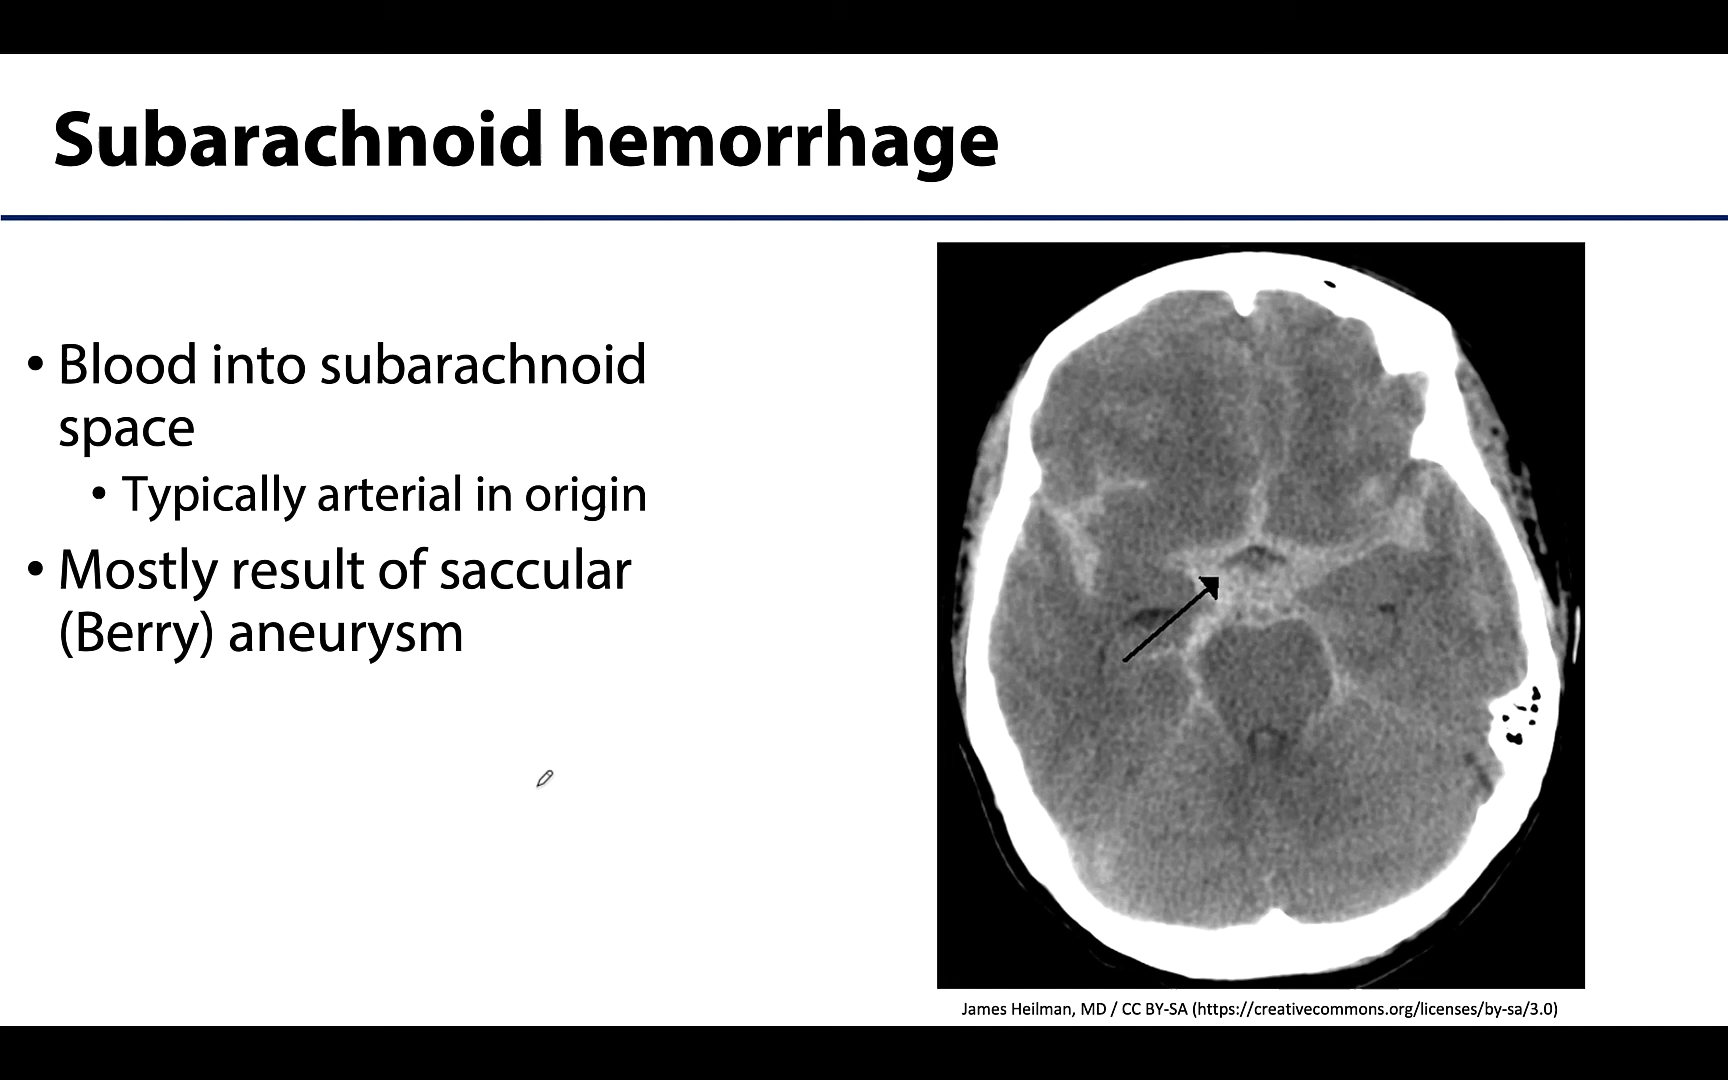 Subarachnoid hemorrhage
• Blood into subarachnoid
space
• Typically arterial in origin
• Mostly result of saccular
(Berry) aneurysm
James Heilman, MD / CC BY-SA (https://creativecommons.org/licenses/by-sa/3.0)